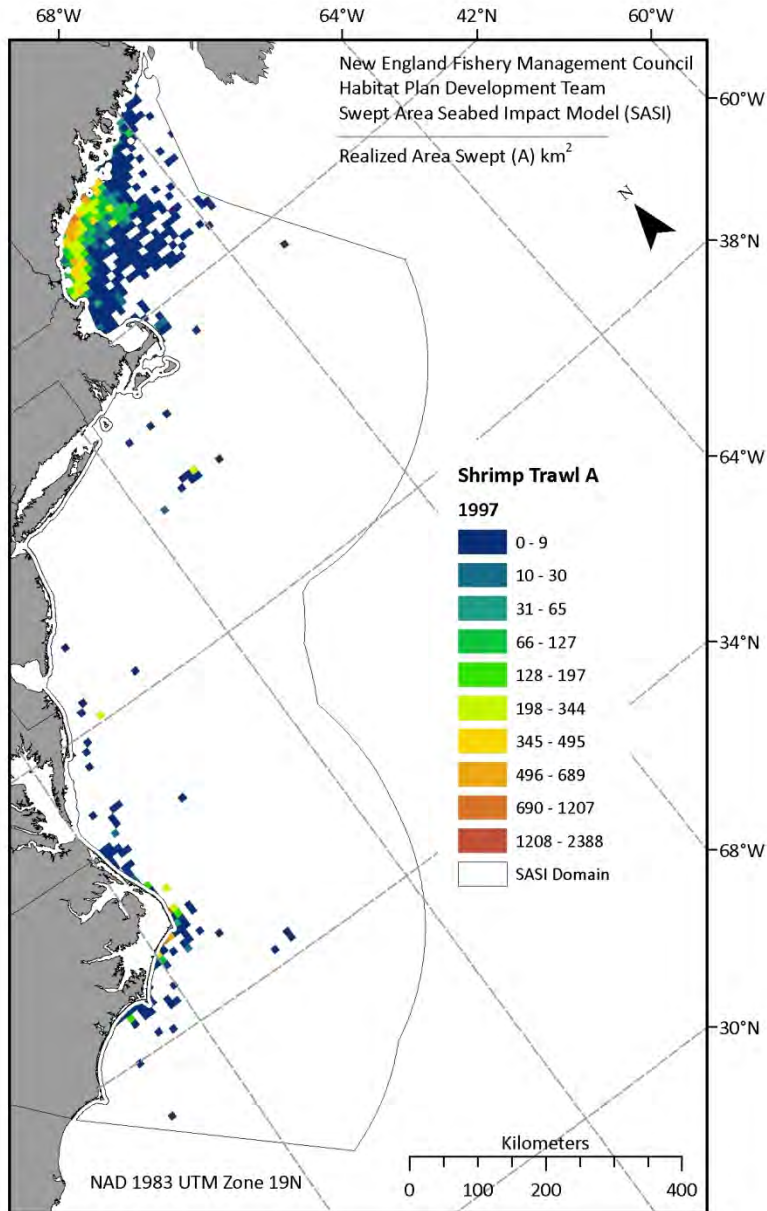 68°W 64°W 42°N 60°W
New England Fishery Management Council
Habitat Plan Development Team
Swept Area Seabed Impact Model (SASI)
Realized Area Swept (A) km²
60°W
N
38°N
64°W
Shrimp Trawl A
1997
0 - 9
10 - 30
31 - 65
66 - 127
128 - 197
198 - 344
345 - 495
496 - 689
690 - 1207
1208 - 2388
SASI Domain
34°N
68°W
30°N
Kilometers
0 100 200 400
NAD 1983 UTM Zone 19N